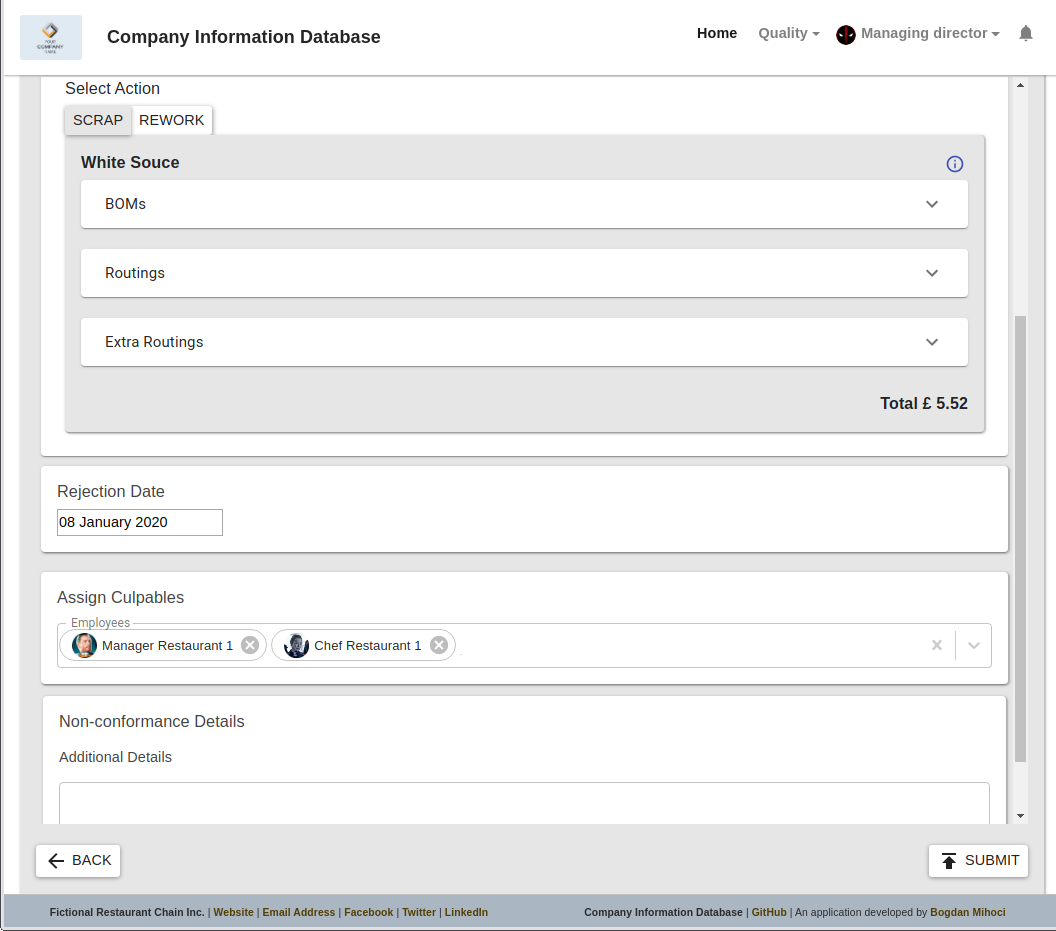 YOUR
COMPANY
Company Information Database
Home Quality Managing director
Select Action
SCRAP REWORK
White Souce
BOMs
Routings
Extra Routings
Total £ 5.52
Rejection Date
08 January 2020
Assign Culpables
Employees
Manager Restaurant 1 Chef Restaurant 1
Non-conformance Details
Additional Details
BACK SUBMIT
Fictional Restaurant Chain Inc. | Website | Email Address | Facebook | Twitter | LinkedIn Company Information Database | GitHub | An application developed by Bogdan Mihoci